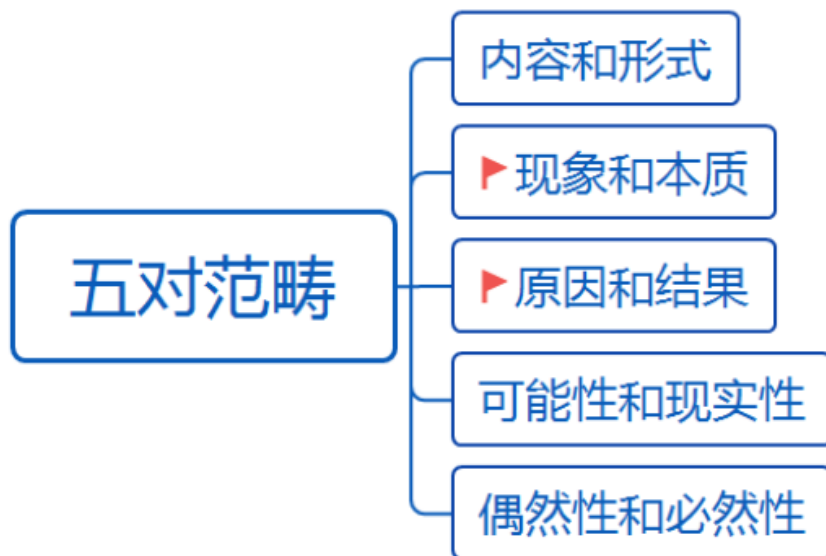 五对范畴
内容和形式
现象和本质
原因和结果
可能性和现实性
偶然性和必然性